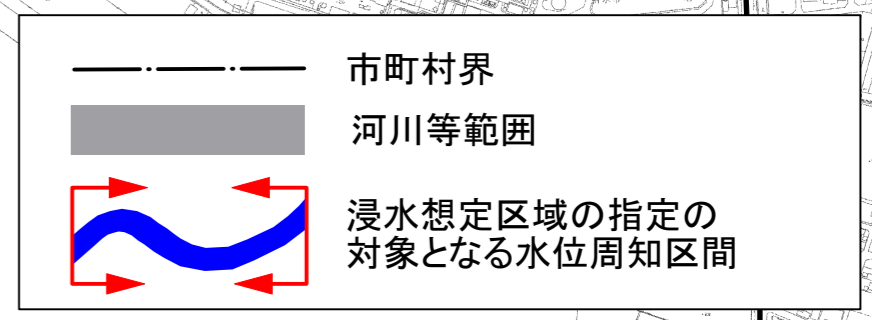 市町村界
河川等範囲
浸水想定区域の指定の
対象となる水位周知区間